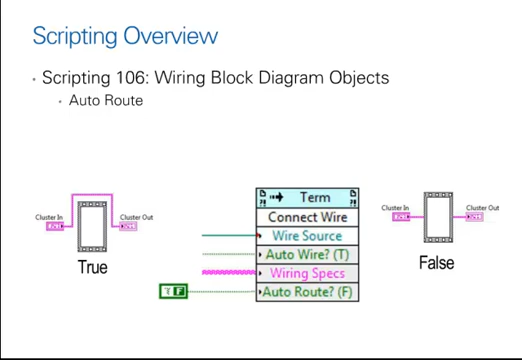 Scripting Overview
Scripting 106: Wiring Block Diagram Objects
Auto Route
Cluster In
Cluster Out
True
Term
Connect Wire
Wire Source
Auto Wire? (T)
Wiring Specs
Auto Route? (F)
T F
Cluster In
Cluster Out
False